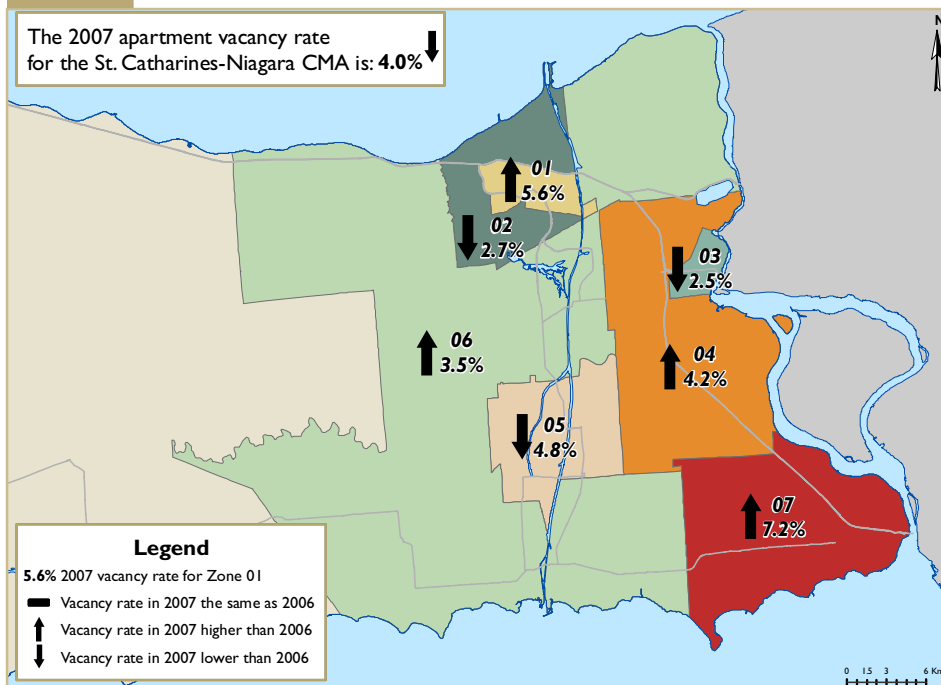 The 2007 apartment vacancy rate
for the St. Catharines-Niagara CMA is: 4.0%
N
01
5.6%
02
2.7%
03
2.5%
06
3.5%
04
4.2%
05
4.8%
07
7.2%
Legend
5.6% 2007 vacancy rate for Zone 01
Vacancy rate in 2007 the same as 2006
Vacancy rate in 2007 higher than 2006
Vacancy rate in 2007 lower than 2006
0 1.5 3 6 Km